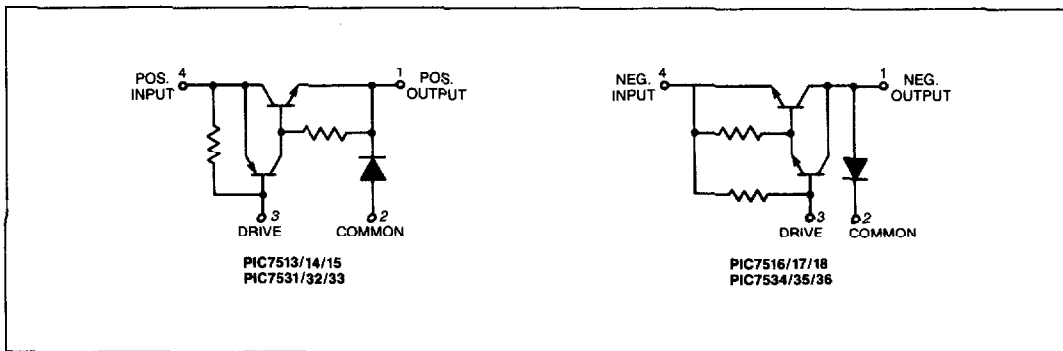 POS.
INPUT
4
1
POS.
OUTPUT
3
DRIVE
2
COMMON
PIC7513/14/15
PIC7531/32/33
NEG.
INPUT
4
1
NEG.
OUTPUT
3
DRIVE
2
COMMON
PIC7516/17/18
PIC7534/35/36